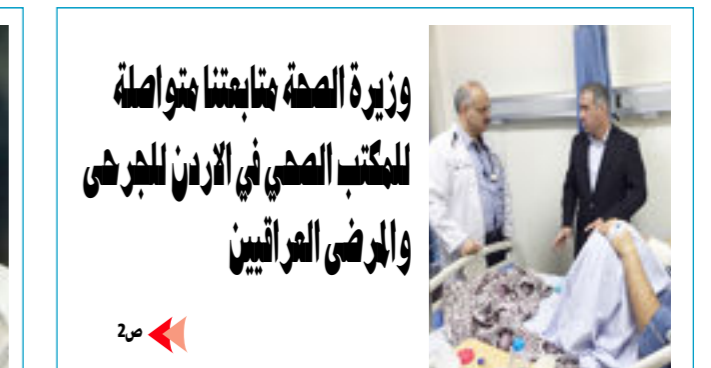 وزيرة الصحة متابعتنا متواصلة
للمكتب الصحي في الاردن للجرحى
والمرضى العراقيين
ص2